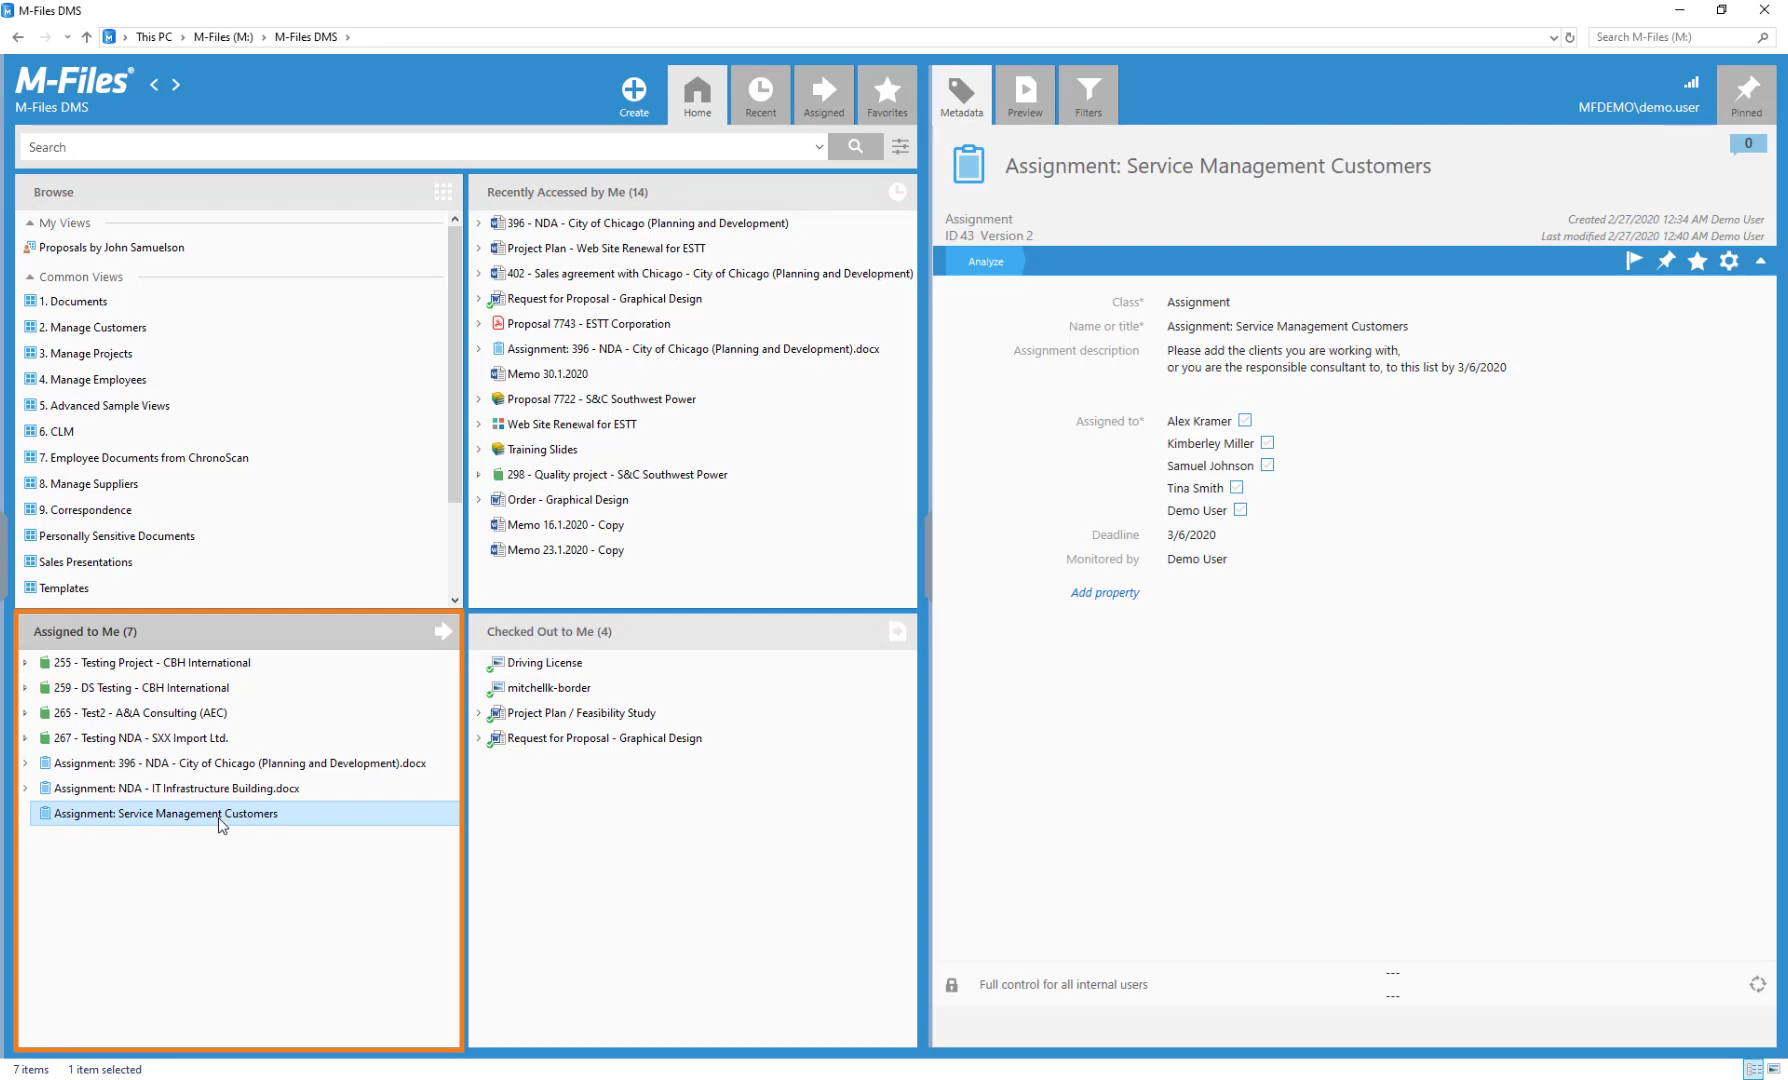 M-Files DMS
This PC > M-Files (M:) > M-Files DMS >
Search M-Files (M:)
M-Files®
M-Files DMS
Create
Home
Recent
Assigned
Favorites
Search
Browse
My Views
Proposals by John Samuelson
Common Views
1. Documents
2. Manage Customers
3. Manage Projects
4. Manage Employees
5. Advanced Sample Views
6. CLM
7. Employee Documents from ChronoScan
8. Manage Suppliers
9. Correspondence
Personally Sensitive Documents
Sales Presentations
Templates
Recently Accessed by Me (14)
396 - NDA - City of Chicago (Planning and Development)
Project Plan - Web Site Renewal for ESTT
402 - Sales agreement with Chicago - City of Chicago (Planning and Development)
Request for Proposal - Graphical Design
Proposal 7743 - ESTT Corporation
Assignment: 396 - NDA - City of Chicago (Planning and Development).docx
Memo 30.1.2020
Proposal 7722 - S&C Southwest Power
Web Site Renewal for ESTT
Training Slides
298 - Quality project - S&C Southwest Power
Order - Graphical Design
Memo 16.1.2020 - Copy
Memo 23.1.2020 - Copy
Assigned to Me (7)
255 - Testing Project - CBH International
259 - DS Testing - CBH International
265 - Test2 - A&A Consulting (AEC)
267 - Testing NDA - SXX Import Ltd.
Assignment: 396 - NDA - City of Chicago (Planning and Development).docx
Assignment: NDA - IT Infrastructure Building.docx
Assignment: Service Management Customers
Checked Out to Me (4)
Driving License
mitchellk-border
Project Plan / Feasibility Study
Request for Proposal - Graphical Design
Metadata
Preview
Filters
MFDEMO\demo.user
Pinned
0
Assignment: Service Management Customers
Assignment
ID 43 Version 2
Created 2/27/2020 12:34 AM Demo User
Last modified 2/27/2020 12:40 AM Demo User
Analyze
Class* Assignment
Name or title* Assignment: Service Management Customers
Assignment description Please add the clients you are working with,
or you are the responsible consultant to, to this list by 3/6/2020
Assigned to* Alex Kramer
Kimberley Miller
Samuel Johnson
Tina Smith
Demo User
Deadline 3/6/2020
Monitored by Demo User
Add property
---
Full control for all internal users
---
7 items 1 item selected